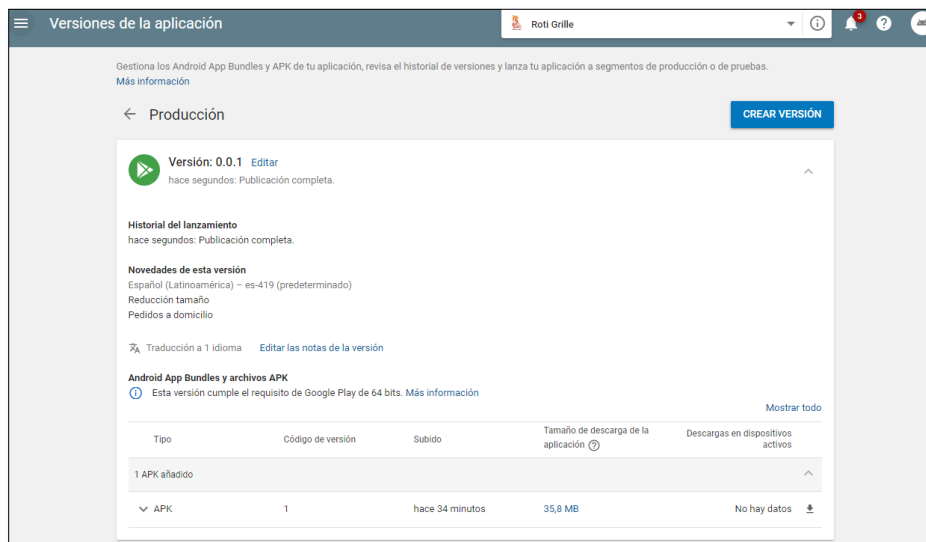 Versiones de la aplicación
Roti Grille
3
Gestiona los Android App Bundles y APK de tu aplicación, revisa el historial de versiones y lanza tu aplicación a segmentos de producción o de pruebas.
Más información
Producción
CREAR VERSIÓN
Versión: 0.0.1 Editar
hace segundos: Publicación completa.
Historial del lanzamiento
hace segundos: Publicación completa.
Novedades de esta versión
Español (Latinoamérica) – es-419 (predeterminado)
Reducción tamaño
Pedidos a domicilio
Traducción a 1 idioma Editar las notas de la versión
Android App Bundles y archivos APK
Esta versión cumple el requisito de Google Play de 64 bits. Más información
Mostrar todo
Tipo Código de versión Subido Tamaño de descarga de la aplicación Descargas en dispositivos activos
1 APK añadido
APK 1 hace 34 minutos 35,8 MB No hay datos